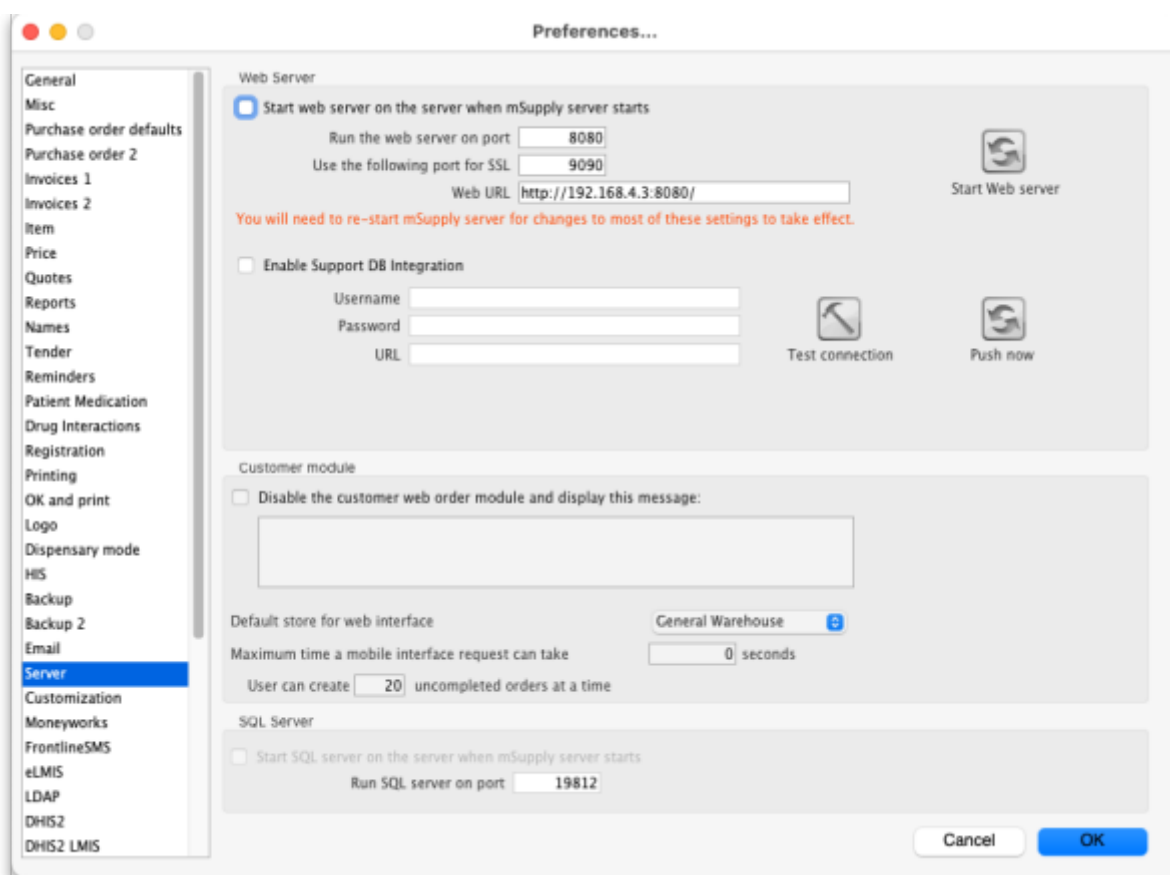 Preferences...
General
Misc
Purchase order defaults
Purchase order 2
Invoices 1
Invoices 2
Item
Price
Quotes
Reports
Names
Tender
Reminders
Patient Medication
Drug Interactions
Registration
Printing
OK and print
Logo
Dispensary mode
HIS
Backup
Backup 2
Email
Server
Customization
Moneyworks
FrontlineSMS
eLMIS
LDAP
DHIS2
DHIS2 LMIS
Web Server
Start web server on the server when mSupply server starts
Run the web server on port 8080
Use the following port for SSL 9090
Web URL http://192.168.4.3:8080/
Start Web server
You will need to re-start mSupply server for changes to most of these settings to take effect.
Enable Support DB Integration
Username
Password
URL
Test connection
Push now
Customer module
Disable the customer web order module and display this message:
Default store for web interface General Warehouse
Maximum time a mobile interface request can take 0 seconds
User can create 20 uncompleted orders at a time
SQL Server
Start SQL server on the server when mSupply server starts
Run SQL server on port 19812
Cancel OK